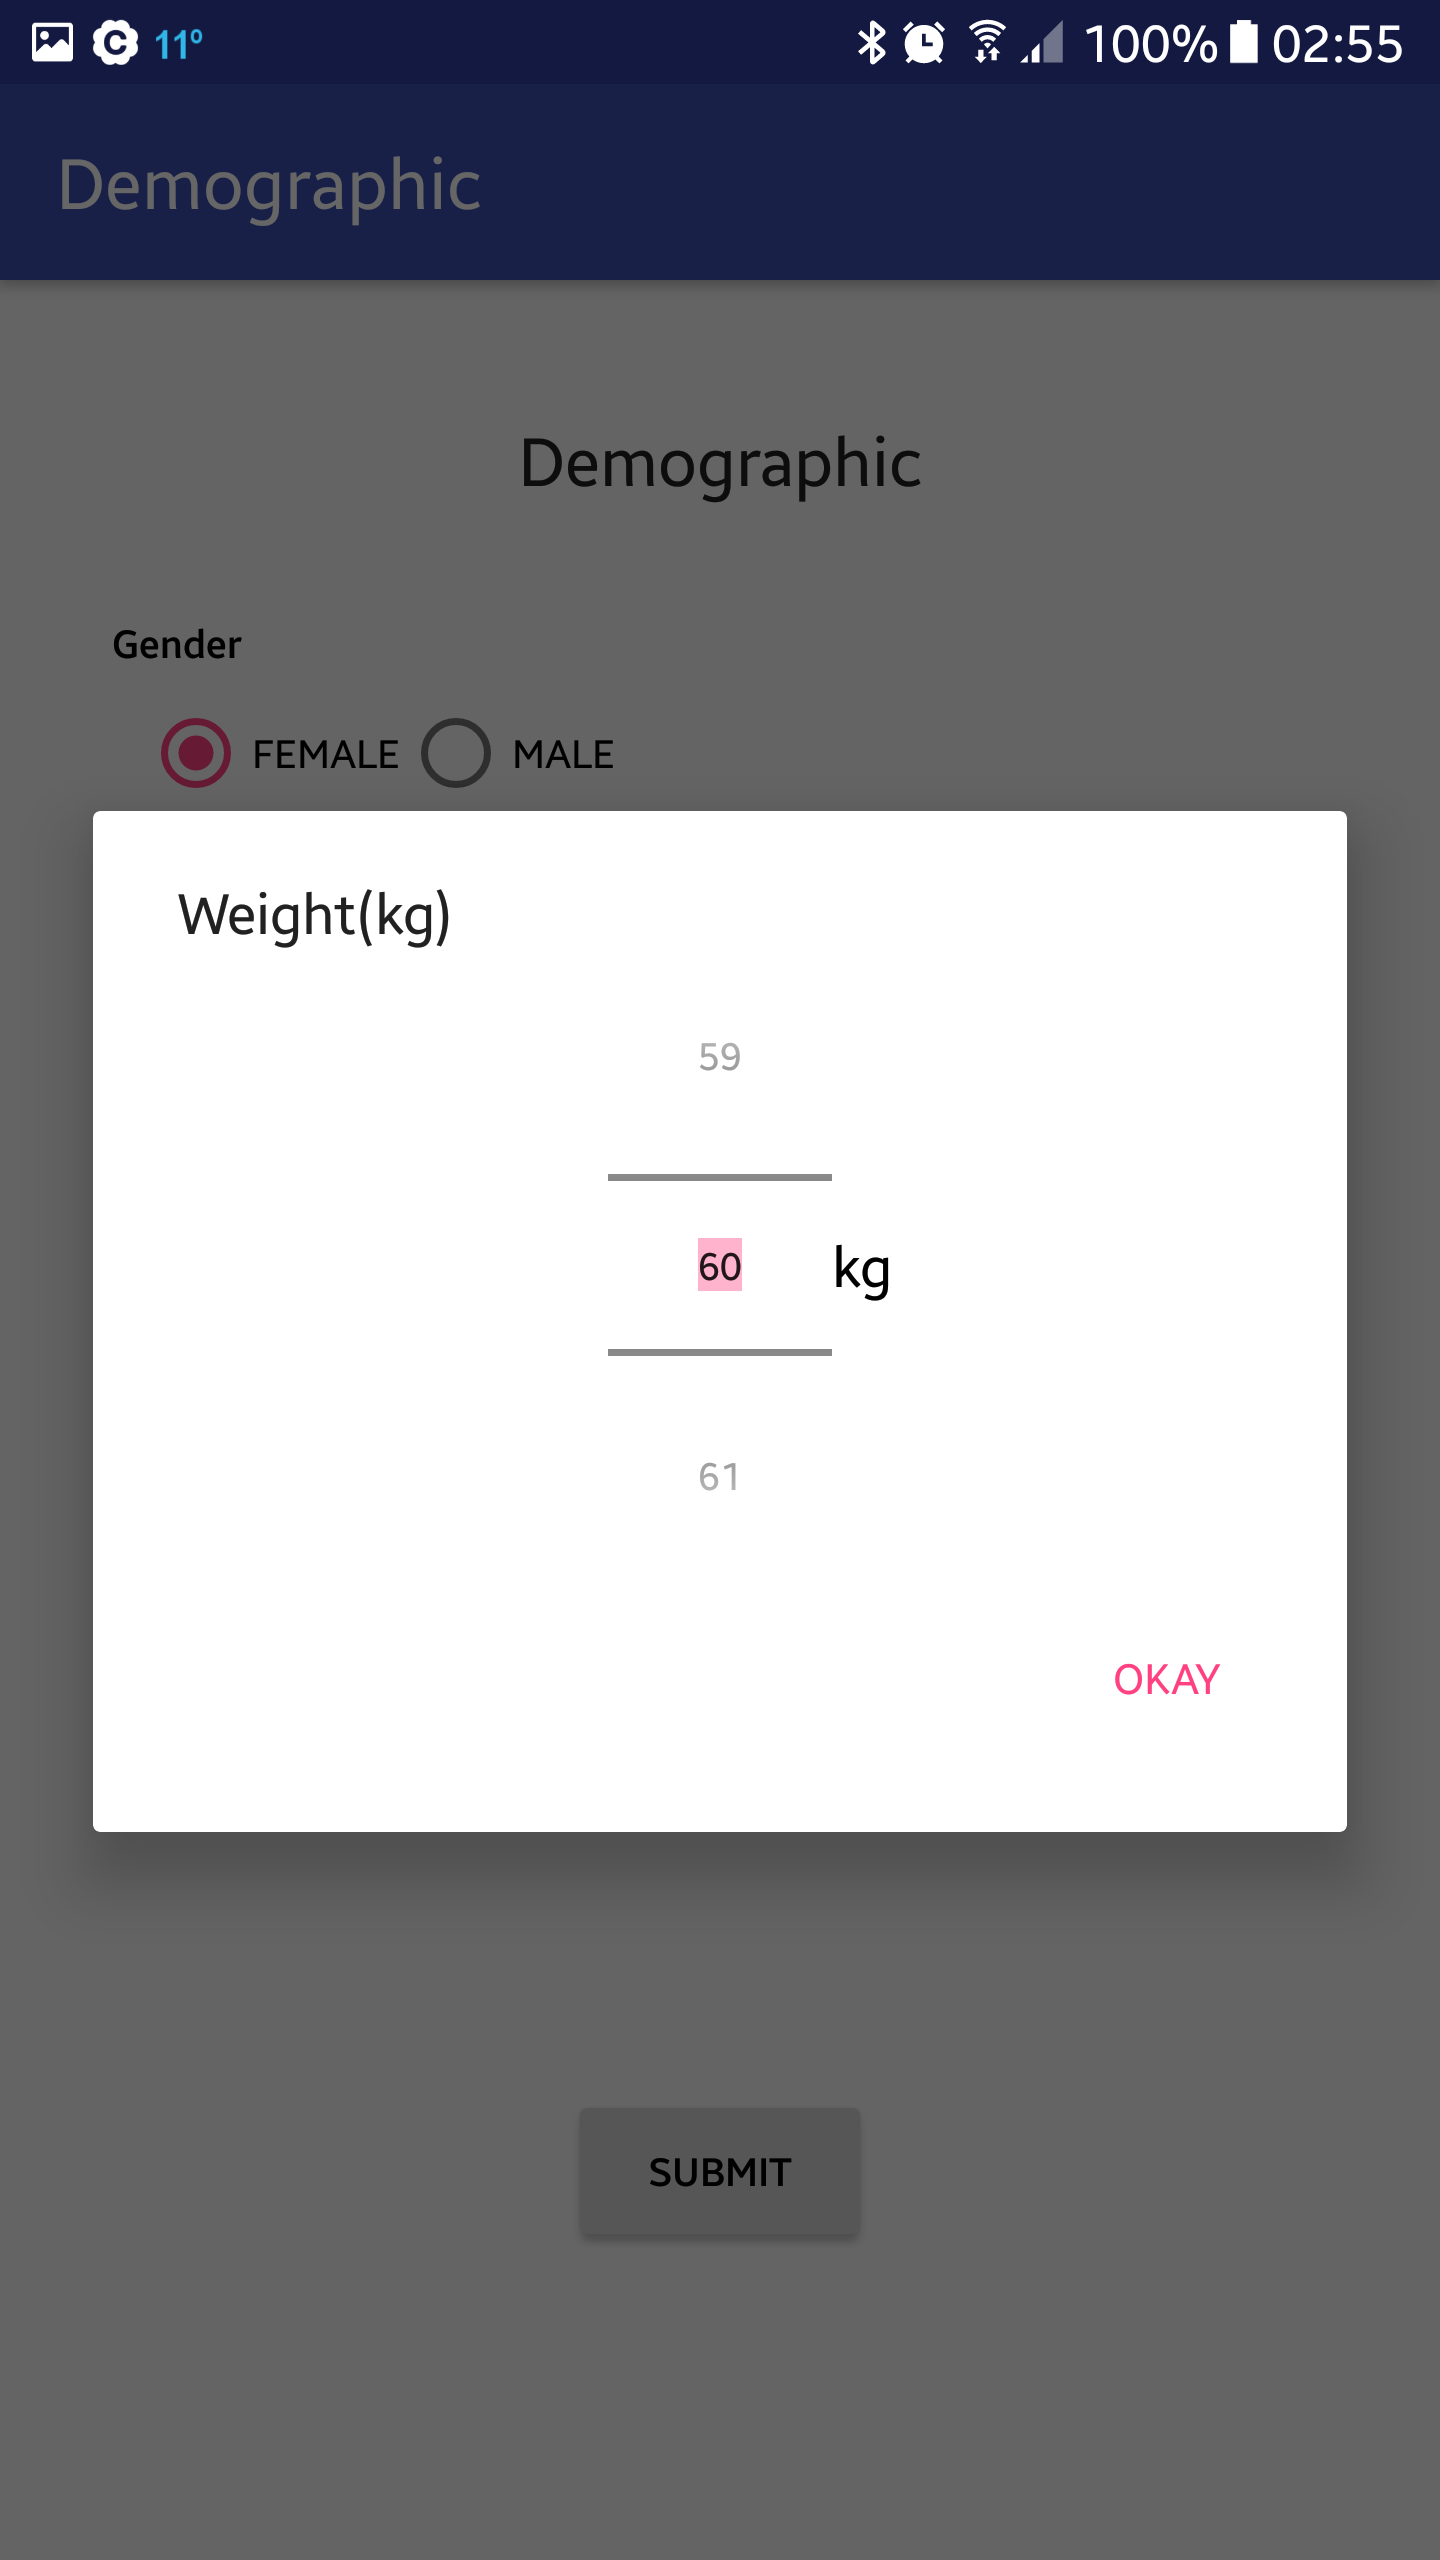 11° 100% 02:55
Demographic
Demographic
Gender
FEMALE MALE
Weight(kg)
59
60 kg
61
OKAY
SUBMIT